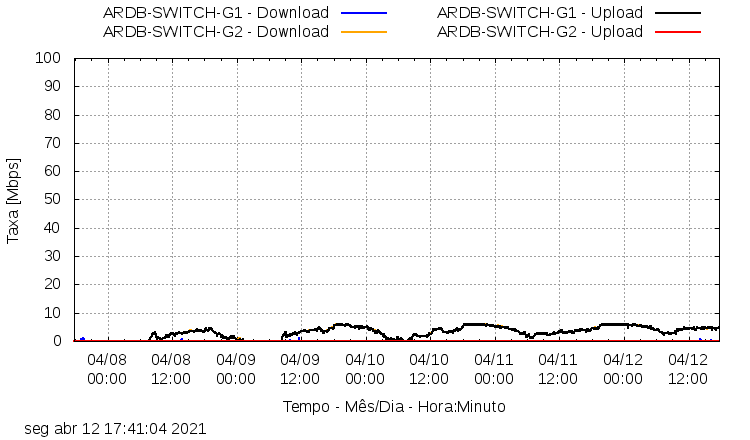 ARDB-SWITCH-G1 - Download ARDB-SWITCH-G1 - Upload
ARDB-SWITCH-G2 - Download ARDB-SWITCH-G2 - Upload
100
90
80
70
60
50
40
30
20
10
0
Taxa [Mbps]
04/08 04/08 04/09 04/09 04/10 04/10 04/11 04/11 04/12 04/12
00:00 12:00 00:00 12:00 00:00 12:00 00:00 12:00 00:00 12:00
Tempo - Mês/Dia - Hora:Minuto
seg abr 12 17:41:04 2021